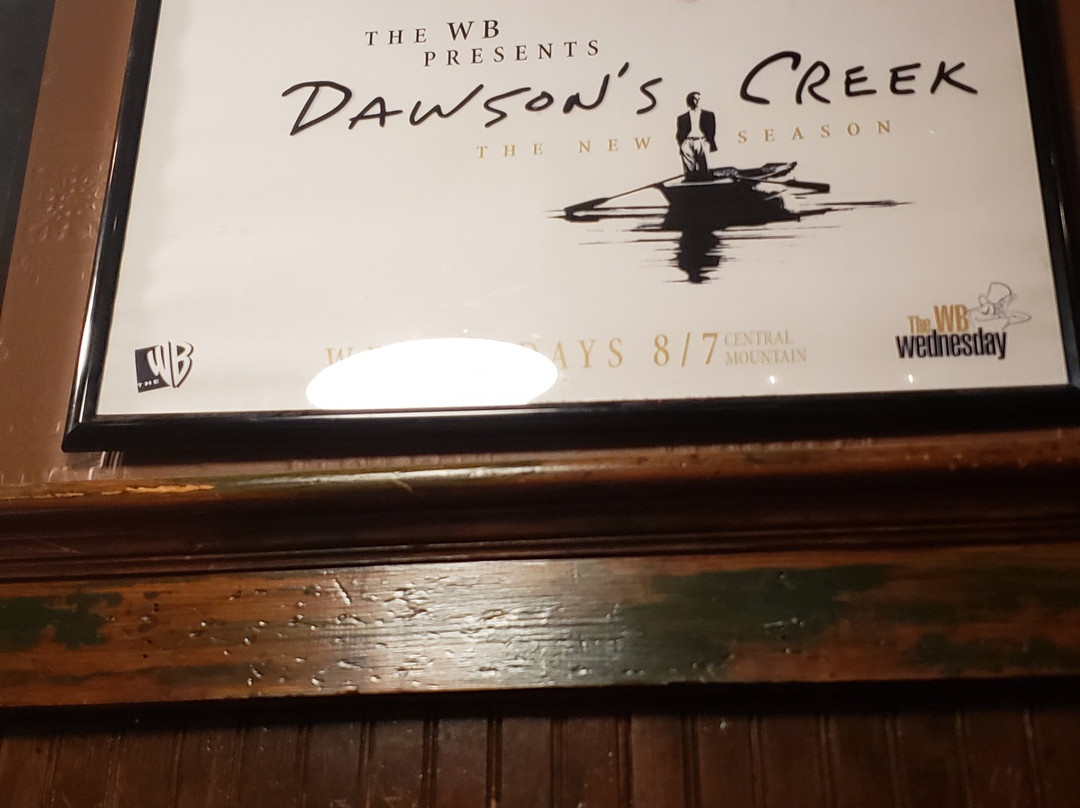 THE WB
PRESENTS
DAWSON'S CREEK
THE NEW SEASON
AYS 8/7 CENTRAL
MOUNTAIN
THE WB
The WB
wednesday